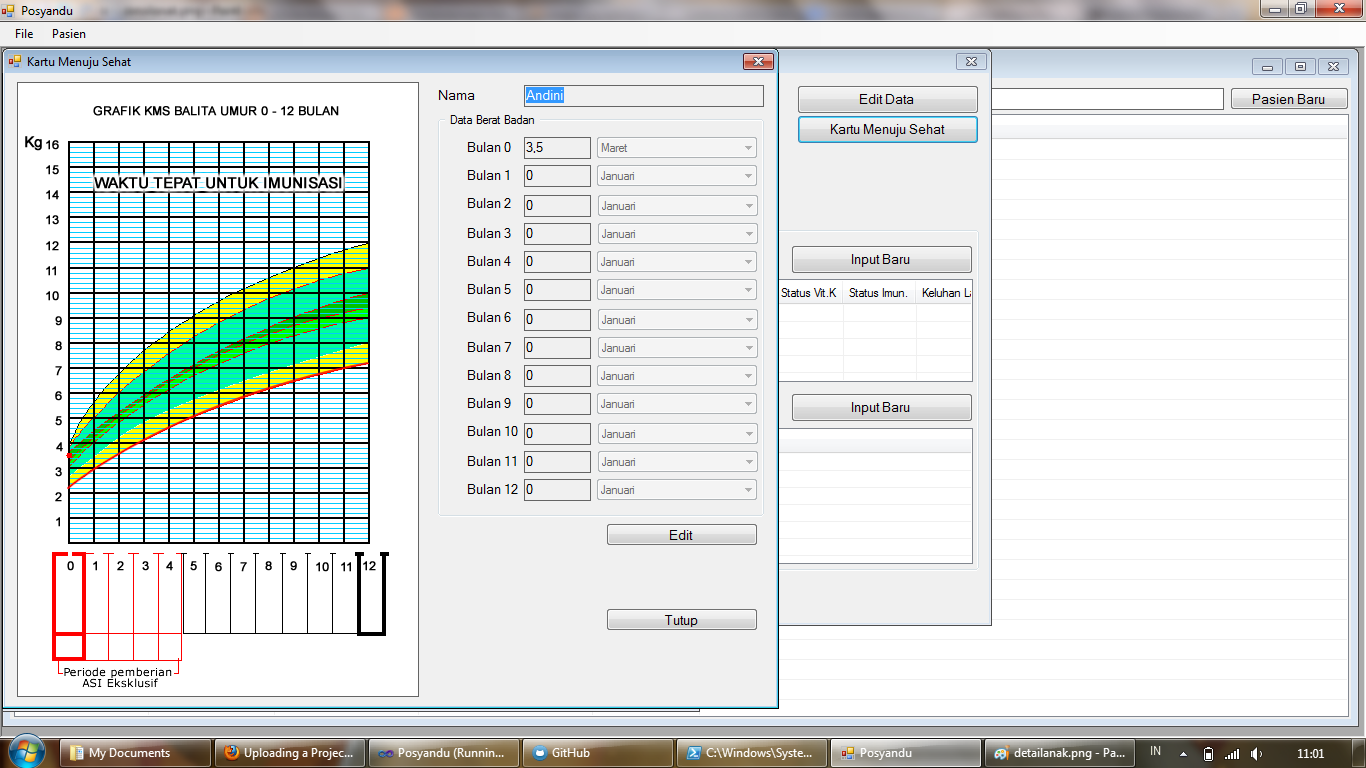 Posyandu
File Pasien
Kartu Menuju Sehat
GRAFIK KMS BALITA UMUR 0 - 12 BULAN
Kg
16
15
WAKTU TEPAT UNTUK IMUNISASI
14
13
12
11
10
9
8
7
6
5
4
3
2
1
0 1 2 3 4 5 6 7 8 9 10 11 12
Periode pemberian
ASI Eksklusif
Nama Andini
Data Berat Badan
Bulan 0 3,5 Maret
Bulan 1 0 Januari
Bulan 2 0 Januari
Bulan 3 0 Januari
Bulan 4 0 Januari
Bulan 5 0 Januari
Bulan 6 0 Januari
Bulan 7 0 Januari
Bulan 8 0 Januari
Bulan 9 0 Januari
Bulan 10 0 Januari
Bulan 11 0 Januari
Bulan 12 0 Januari
Edit
Tutup
Edit Data
Kartu Menuju Sehat
Input Baru
Status Vit.K Status Imun. Keluhan La
Input Baru
Pasien Baru
My Documents
Uploading a Projec...
Posyandu (Runnin...
GitHub
C:\Windows\Syste...
Posyandu
detailanak.png - Pa...
IN
11:01